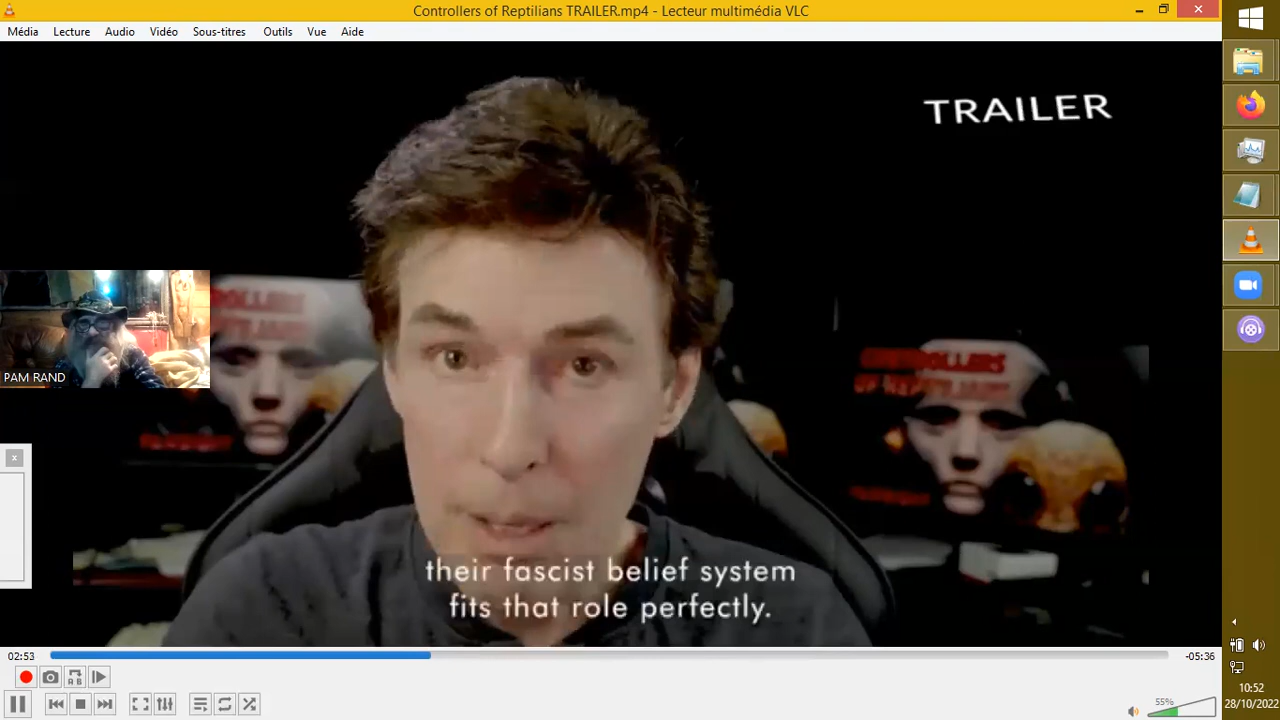 Controllers of Reptilians TRAILER.mp4 - Lecteur multimédia VLC
Média Lecture Audio Vidéo Sous-titres Outils Vue Aide
TRAILER
PAM RAND
CONTROLLERS
their fascist belief system
fits that role perfectly.
02:53
-05:36
55%
10:52
28/10/2022